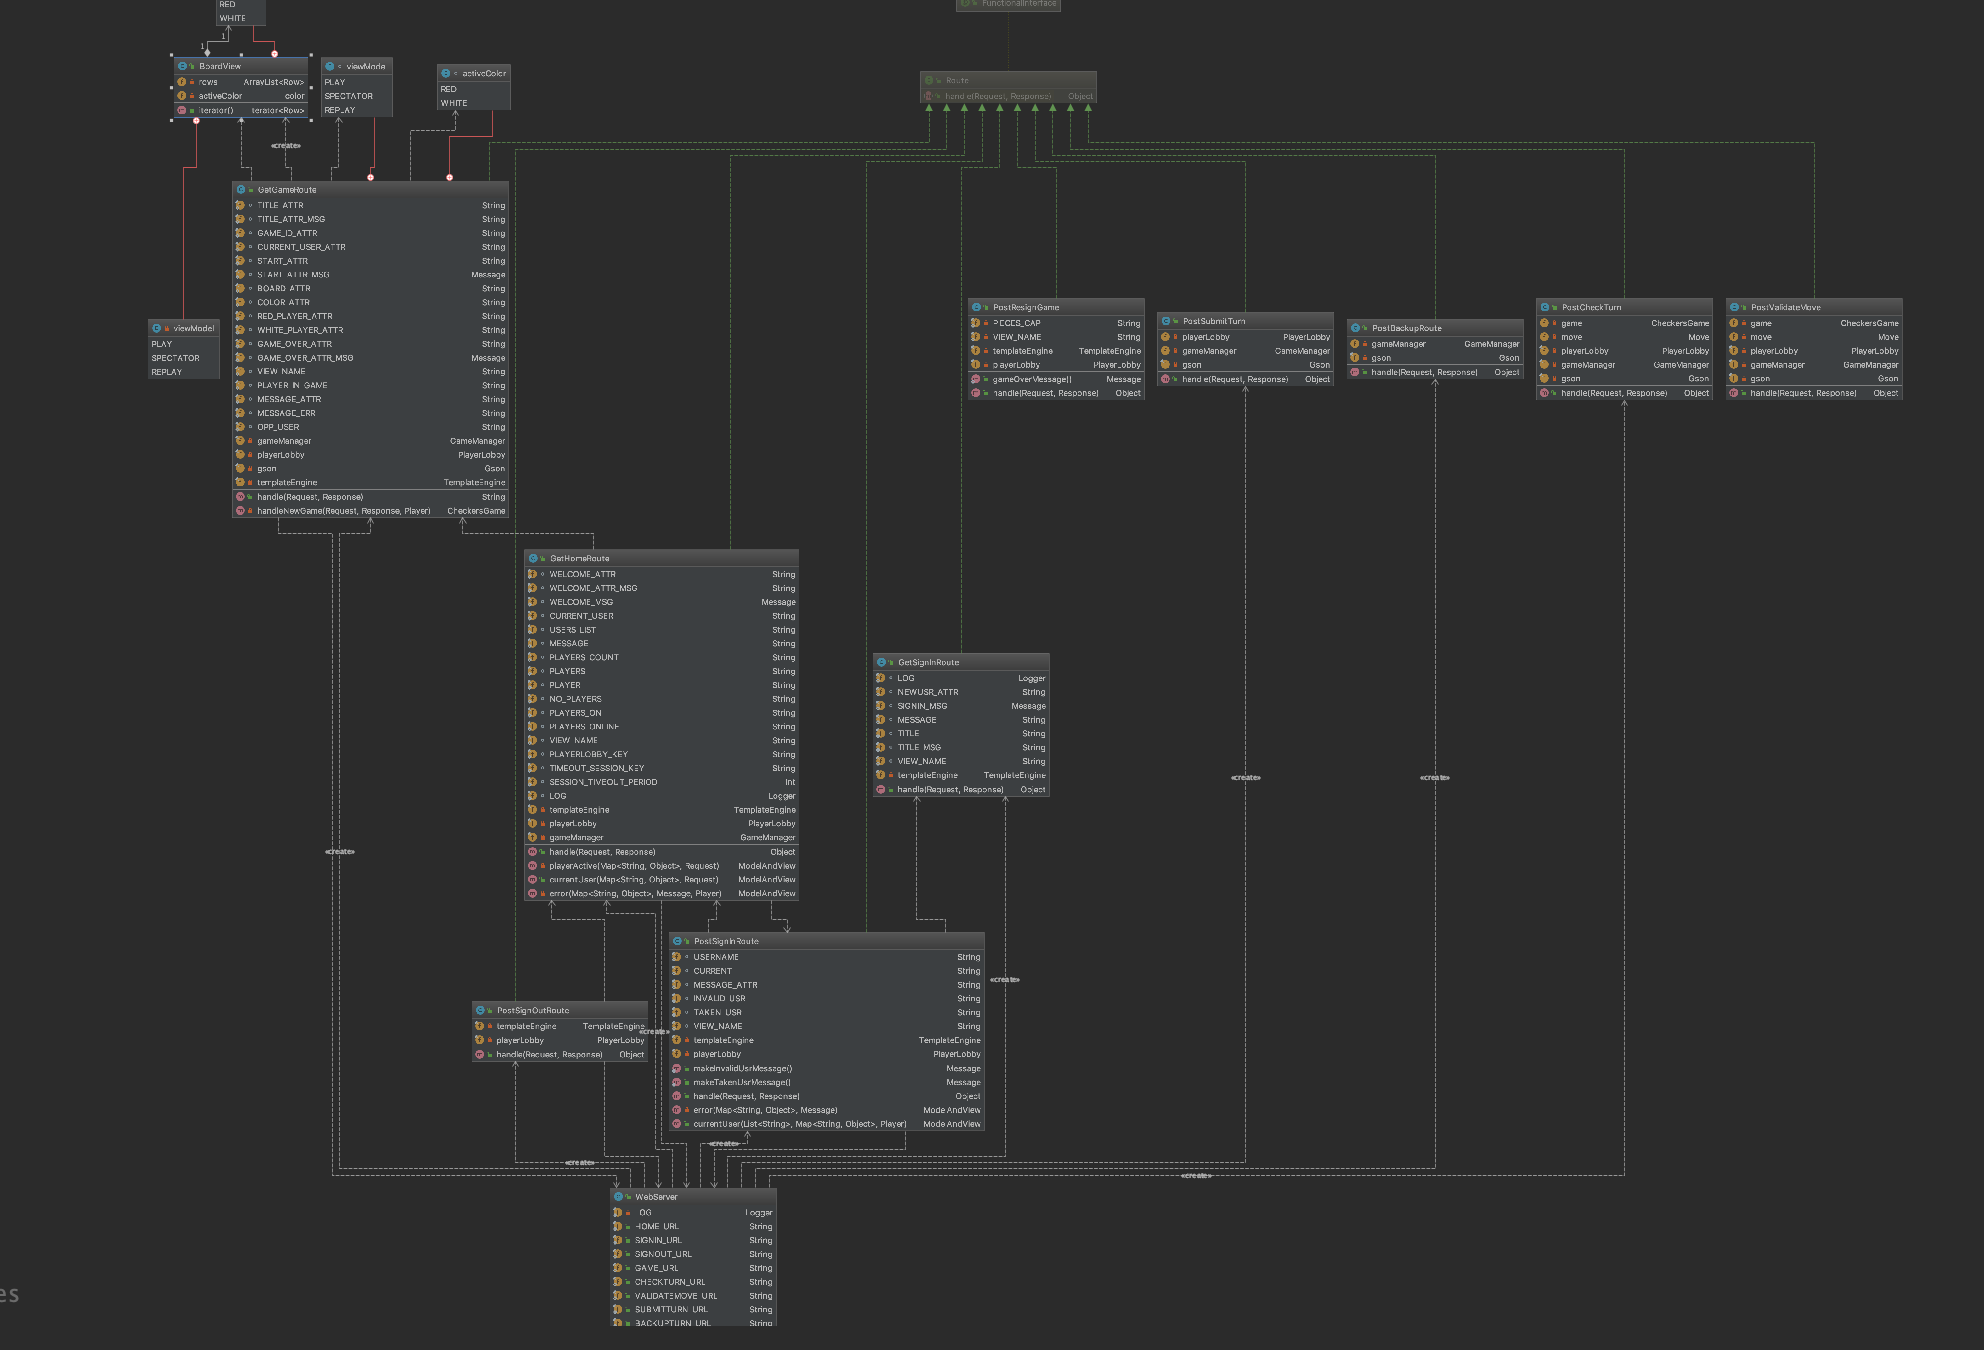 RED
WHITE
FunctionalInterface
1
1
BoardView
rows ArrayList<Row>
activeColor color
iterator() terator<Row>
viewMode
PLAY
SPECTATOR
REPLAY
activeColor
RED
WHITE
Route
handle(Request, Response) Object
«create»
GetGameRoute
TITLE_ATTR String
TITLE_ATTR_MSG String
GAME_ID_ATTR String
CURRENT_USER_ATTR String
START_ATTR String
START_ATTR_MSG Message
BOARD_ATTR String
COLOR_ATTR String
RED_PLAYER_ATTR String
WHITE_PLAYER_ATTR String
GAME_OVER_ATTR String
GAME_OVER_ATTR_MSG Message
VIEW_NAME String
PLAYER_IN_GAME String
MESSAGE_ATTR String
MESSAGE_ERR String
OPP_USER String
gameManager GameManager
playerLobby PlayerLobby
gson Gson
templateEngine TemplateEngine
handle(Request, Response) String
handleNewGame(Request, Response, Player) CheckersGame
viewModel
PLAY
SPECTATOR
REPLAY
PostResignGame
PIECES_CAP String
VIEW_NAME String
templateEngine TemplateEngine
playerLobby PlayerLobby
gameOverMessage() Message
handle(Request, Response) Object
PostSubmitTurn
playerLobby PlayerLobby
gameManager GameManager
gson Gson
handle(Request, Response) Object
PostBackupRoute
gameManager GameManager
gson Gson
handle(Request, Response) Object
PostCheckTurn
game CheckersGame
move Move
playerLobby PlayerLobby
gameManager GameManager
gson Gson
handle(Request, Response) Object
PostValidateMove
game CheckersGame
move Move
playerLobby PlayerLobby
gameManager GameManager
gson Gson
handle(Request, Response) Object
GetHomeRoute
WELCOME_ATTR String
WELCOME_ATTR_MSG String
WELCOME_MSG Message
CURRENT_USER String
USERS_LIST String
MESSAGE String
PLAYERS_COUNT String
PLAYERS String
PLAYER String
NO_PLAYERS String
PLAYERS_ON String
PLAYERS_ONLINE String
VIEW_NAME String
PLAYERLOBBY_KEY String
TIMEOUT_SESSION_KEY String
SESSION_TIMEOUT_PERIOD int
LOG Logger
templateEngine TemplateEngine
playerLobby PlayerLobby
gameManager GameManager
handle(Request, Response) Object
playerActive(Map<String, Object>, Request) ModelAndView
currentUser(Map<String, Object>, Request) ModelAndView
error(Map<String, Object>, Message, Player) ModelAndView
GetSignInRoute
LOG Logger
NEWUSR_ATTR String
SIGNIN_MSG Message
MESSAGE String
TITLE String
TITLE_MSG String
VIEW_NAME String
templateEngine TemplateEngine
handle(Request, Response) Object
«create»
«create»
«create»
PostSignInRoute
USERNAME String
CURRENT String
MESSAGE_ATTR String
INVALID_USR String
TAKEN_USR String
VIEW_NAME String
templateEngine TemplateEngine
playerLobby PlayerLobby
makeInvalidUsrMessage() Message
makeTakenUsrMessage() Message
handle(Request, Response) Object
error(Map<String, Object>, Message) ModelAndView
currentUser(List<String>, Map<String, Object>, Player) ModelAndView
«create»
PostSignOutRoute
templateEngine TemplateEngine
playerLobby PlayerLobby
handle(Request, Response) Object
«create»
«create»
«create»
«create»
WebServer
LOG Logger
HOME_URL String
SIGNIN_URL String
SIGNOUT_URL String
GAME_URL String
CHECKTURN_URL String
VALIDATEMOVE_URL String
SUBMITTURN_URL String
BACKUPTURN_URL String
es